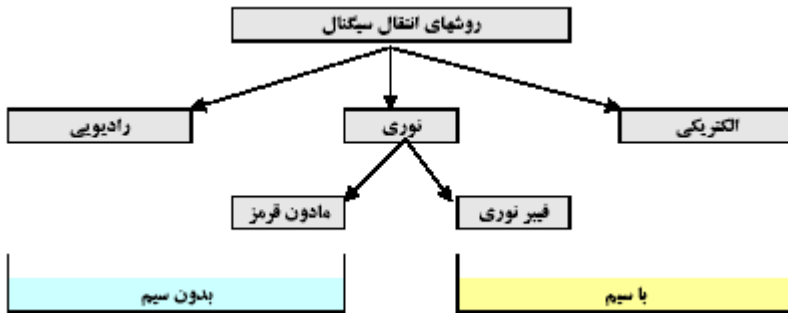 روشهای انتقال سیگنال
الکتریکی
نوری
رادیویی
فیبر نوری
مادون قرمز
با سیم
بدون سیم